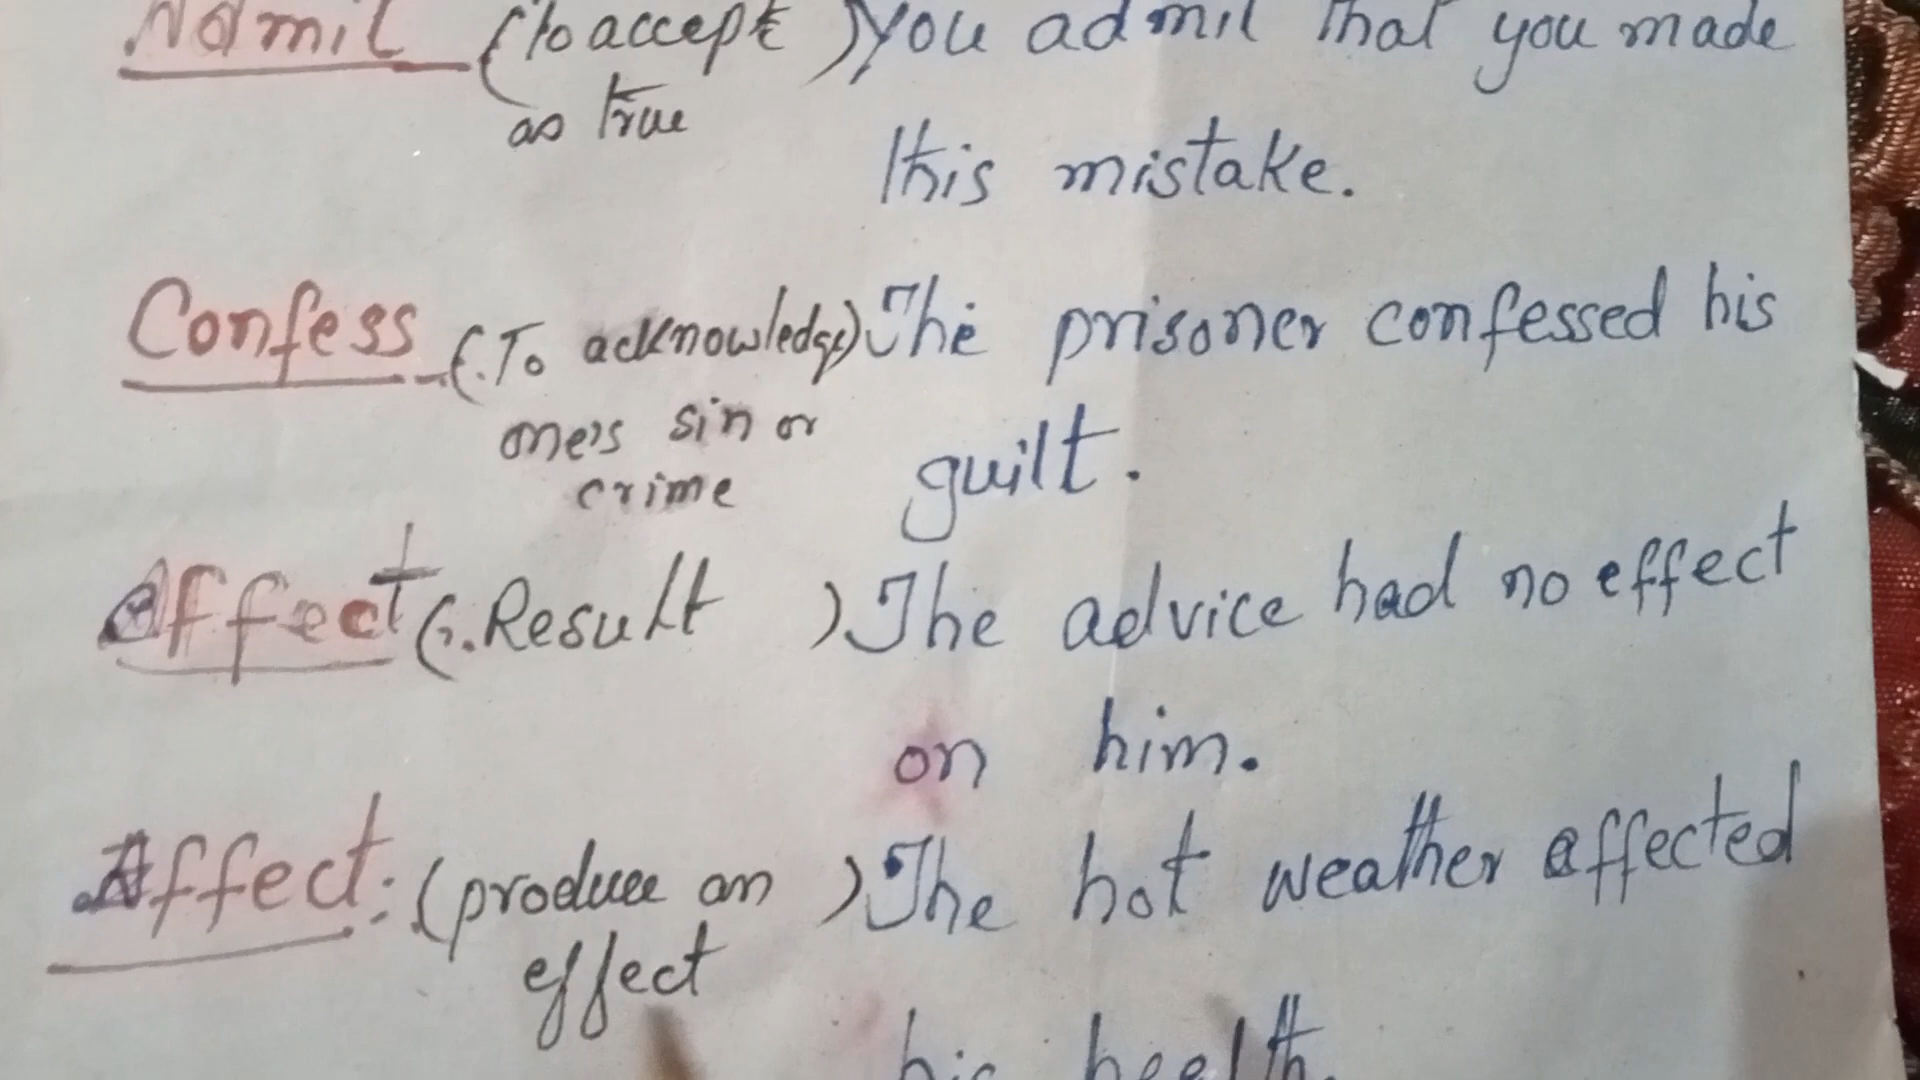 Admit (to accept) You admit that you made
as true
this mistake.
Confess (.To acknowledge) The prisoner confessed his
one's sin or
crime
guilt.
Effect (:.Result ) The advice had no effect
on him.
Affect: (produce an ) The hot weather affected
effect
his health.